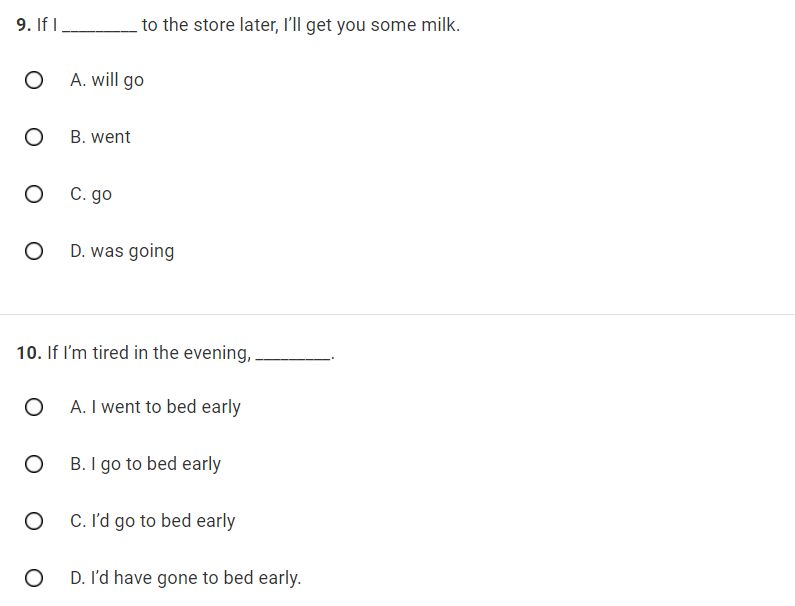 9. If I _________ to the store later, I’ll get you some milk.
A. will go
B. went
C. go
D. was going
10. If I’m tired in the evening, _________.
A. I went to bed early
B. I go to bed early
C. I’d go to bed early
D. I’d have gone to bed early.